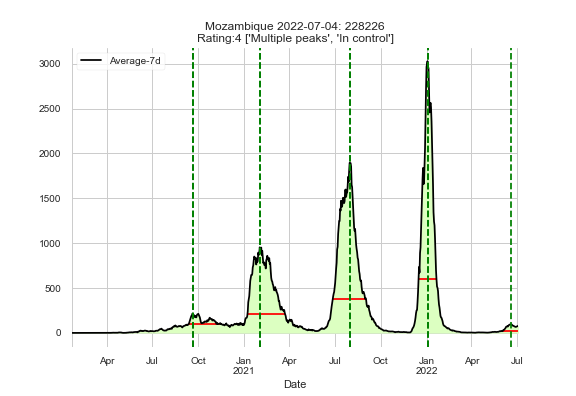 Mozambique 2022-07-04: 228226
Rating:4 ['Multiple peaks', 'In control']
Average-7d
3000
2500
2000
1500
1000
500
0
Apr Jul Oct Jan Apr Jul Oct Jan Apr Jul
2021 2022
Date